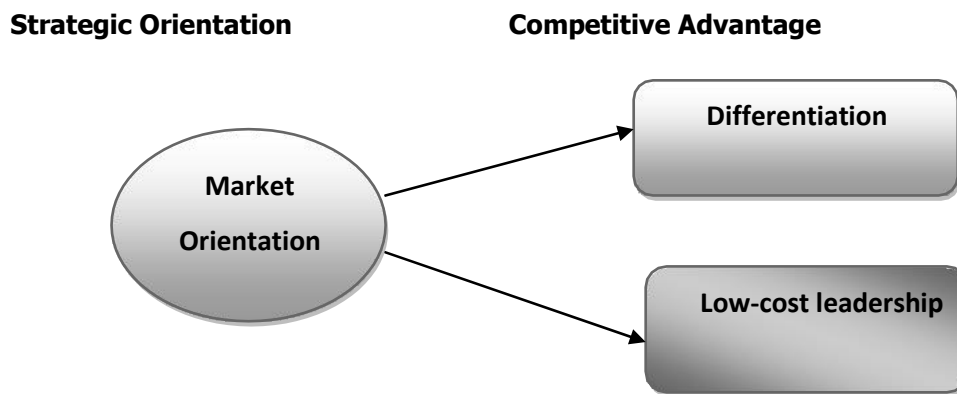 Strategic Orientation
Competitive Advantage
Differentiation
Market
Orientation
Low-cost leadership